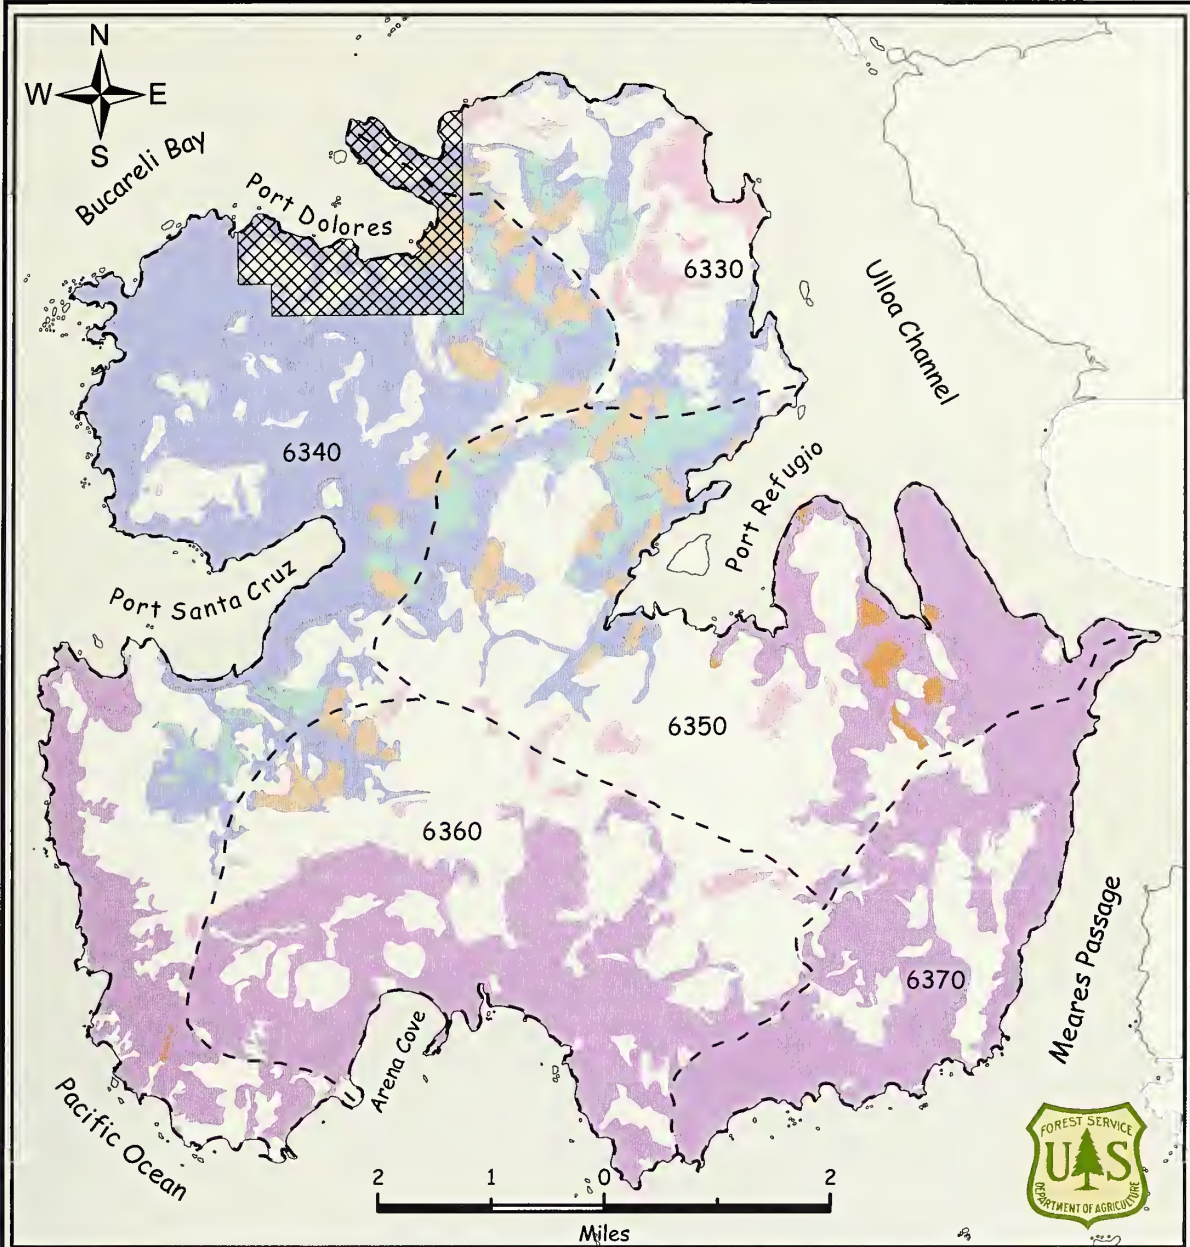 N
W E
S
Bucareli Bay
Port Dolores
6330
Ulloa Channel
6340
Port Refugio
Port Santa Cruz
6350
6360
6370
Meares Passage
Arena Cove
Pacific Ocean
2 1 0 2
Miles
FOREST SERVICE
U S
DEPARTMENT OF AGRICULTURE